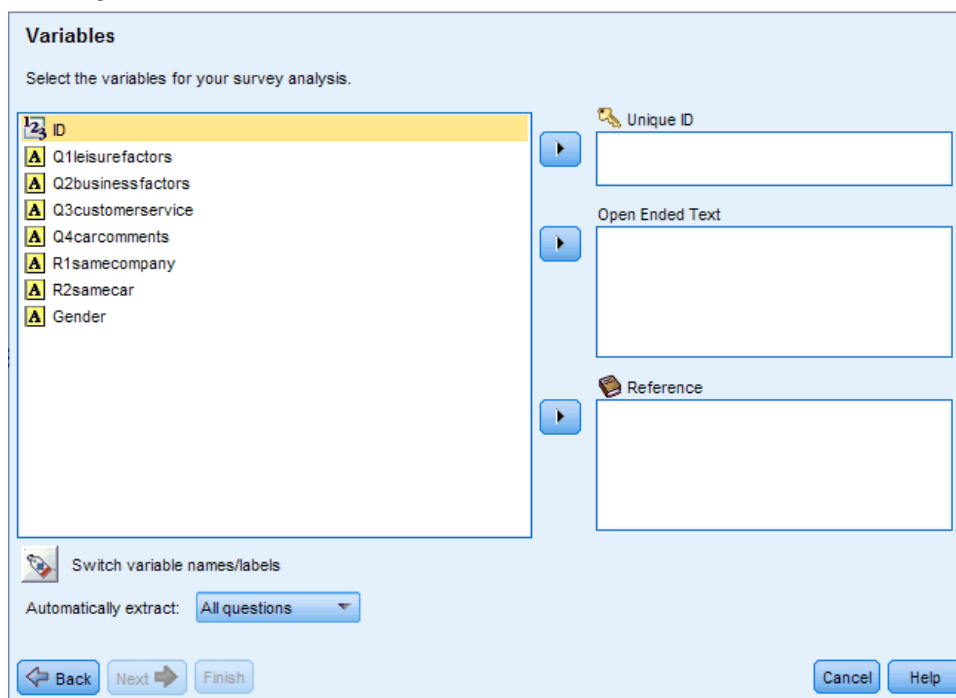 Variables
Select the variables for your survey analysis.
ID
Q1leisurefactors
Q2businessfactors
Q3customerservice
Q4carcomments
R1samecompany
R2samecar
Gender
Unique ID
Open Ended Text
Reference
Switch variable names/labels
Automatically extract: All questions
Back Next Finish Cancel Help